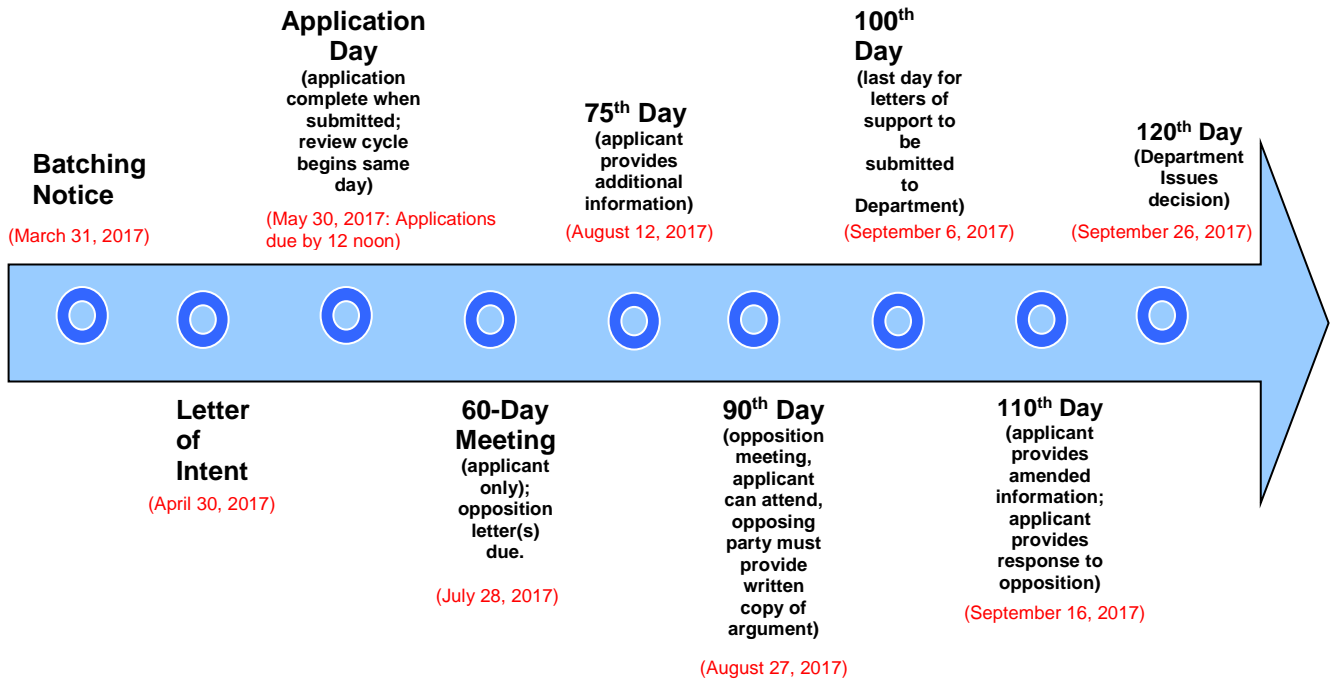 Batching
Notice
(March 31, 2017)
Letter
of
Intent
(April 30, 2017)
Application
Day
(application
complete when
submitted;
review cycle
begins same
day)
(May 30, 2017: Applications
due by 12 noon)
60-Day
Meeting
(applicant
only);
opposition
letter(s)
due.
(July 28, 2017)
75th Day
(applicant
provides
additional
information)
(August 12, 2017)
90th Day
(opposition
meeting,
applicant
can attend,
opposing
party must
provide
written
copy of
argument)
(August 27, 2017)
100th
Day
(last day for
letters of
support to
be
submitted
to
Department)
(September 6, 2017)
110th Day
(applicant
provides
amended
information;
applicant
provides
response to
opposition)
(September 16, 2017)
120th Day
(Department
Issues
decision)
(September 26, 2017)